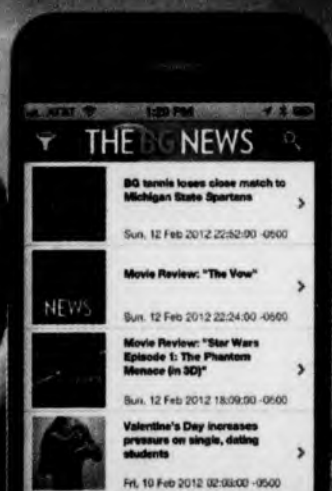 AT&T 1:20 PM
THE BG NEWS
BG tennis loses close match to
Michigan State Spartans
Sun, 12 Feb 2012 22:52:00 -0500
NEWS
Movie Review: "The Vow"
Sun, 12 Feb 2012 22:24:00 -0500
Movie Review: "Star Wars
Episode 1: The Phantom
Menace (in 3D)"
Sun, 12 Feb 2012 18:09:00 -0500
Valentine's Day increases
pressure on single, dating
students
Fri, 10 Feb 2012 02:03:00 -0500